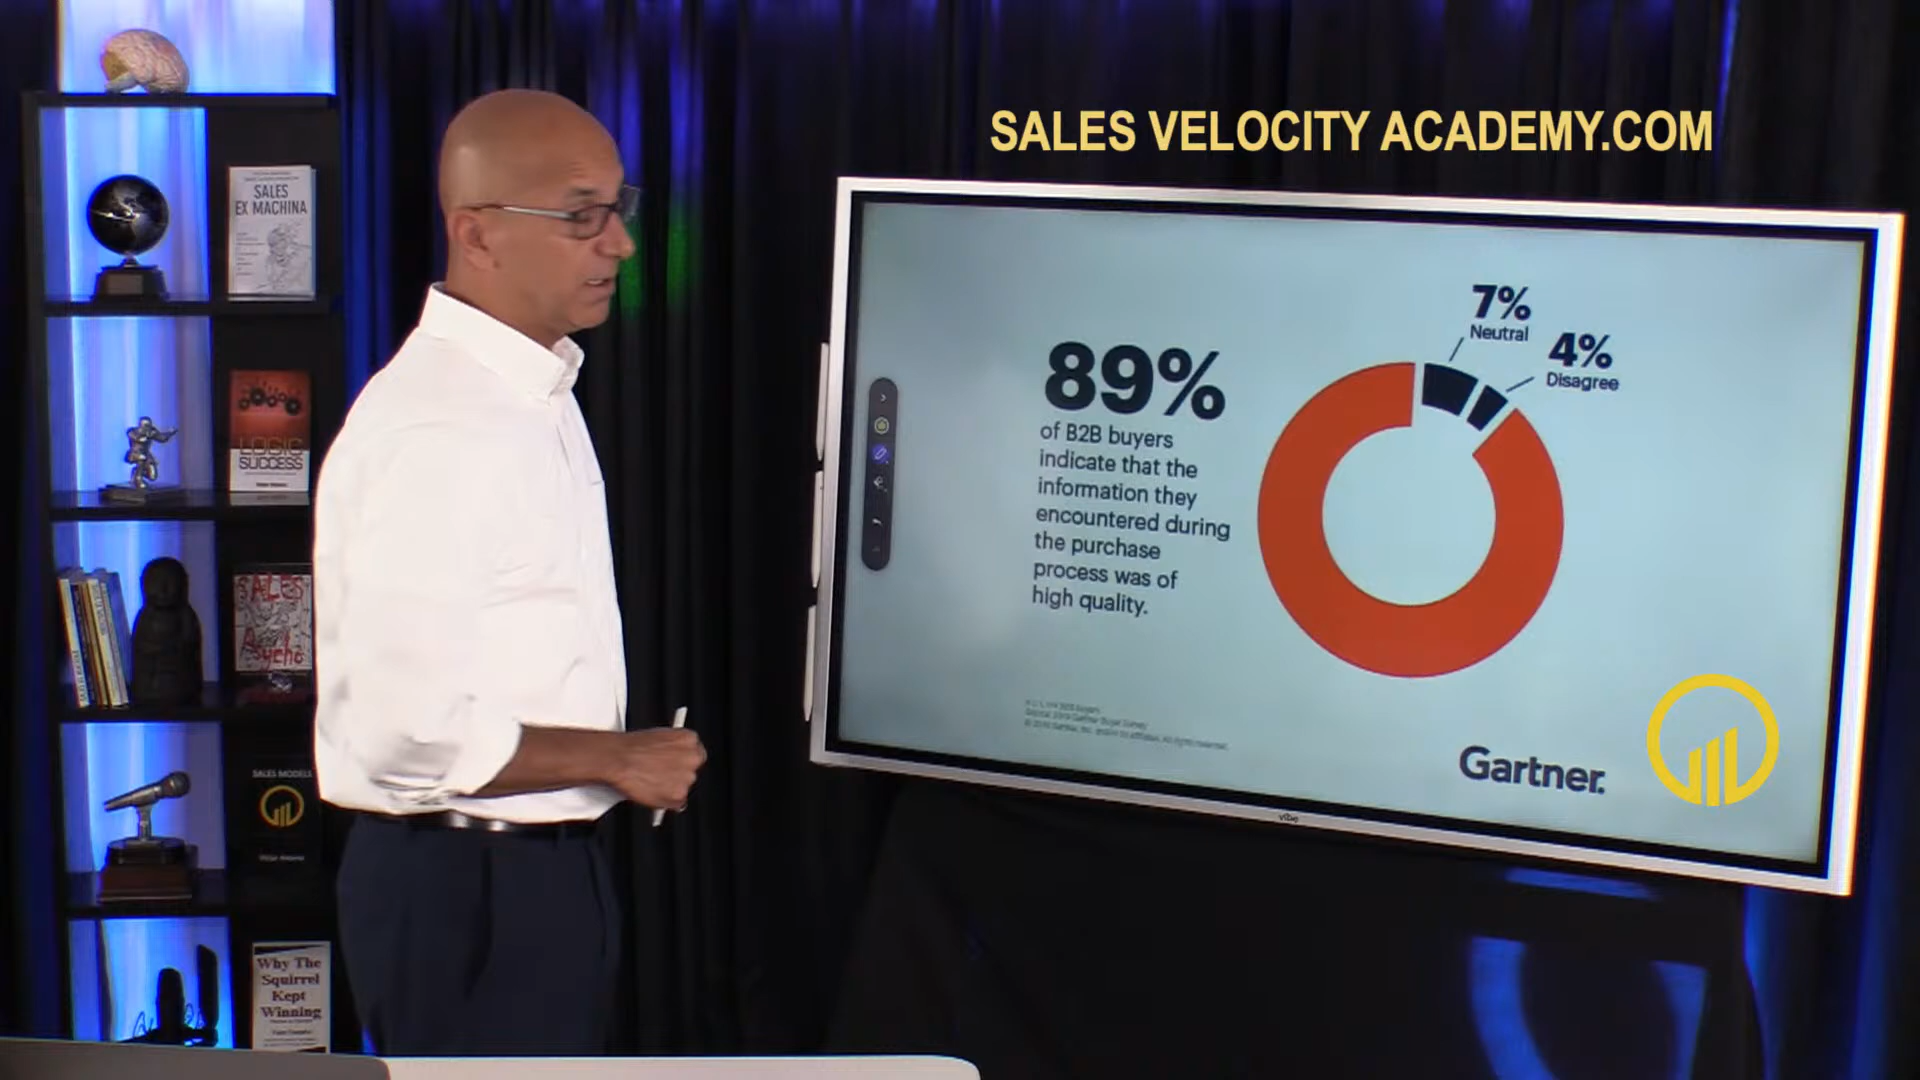 SALES VELOCITY ACADEMY.COM
SALES
EX MACHINA
LOGIC
SUCCESS
SALES
Psycho
SALES MODELS
Why The
Squirrel
Kept
Winning
89%
of B2B buyers
indicate that the
information they
encountered during
the purchase
process was of
high quality.
7%
Neutral
4%
Disagree
Gartner.
vibe